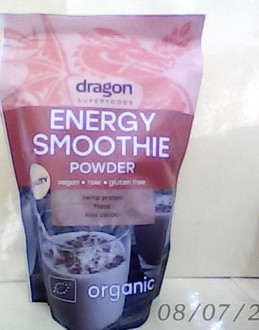 dragon
SUPERFOODS
ENERGY
SMOOTHIE
POWDER
vegan • raw • gluten free
hemp protein
maca
raw cacao
organic
08/07/2